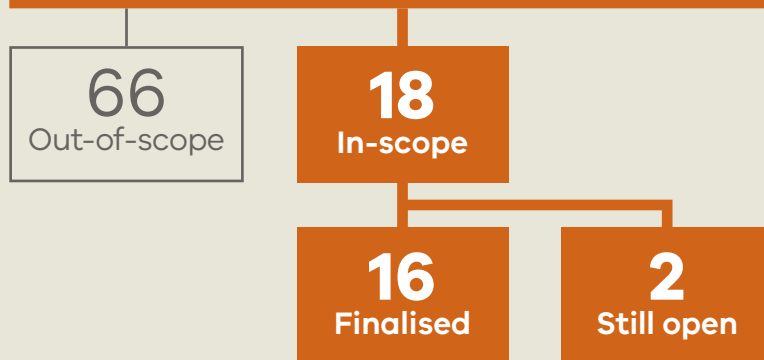 66
Out-of-scope
18
In-scope
16
Finalised
2
Still open